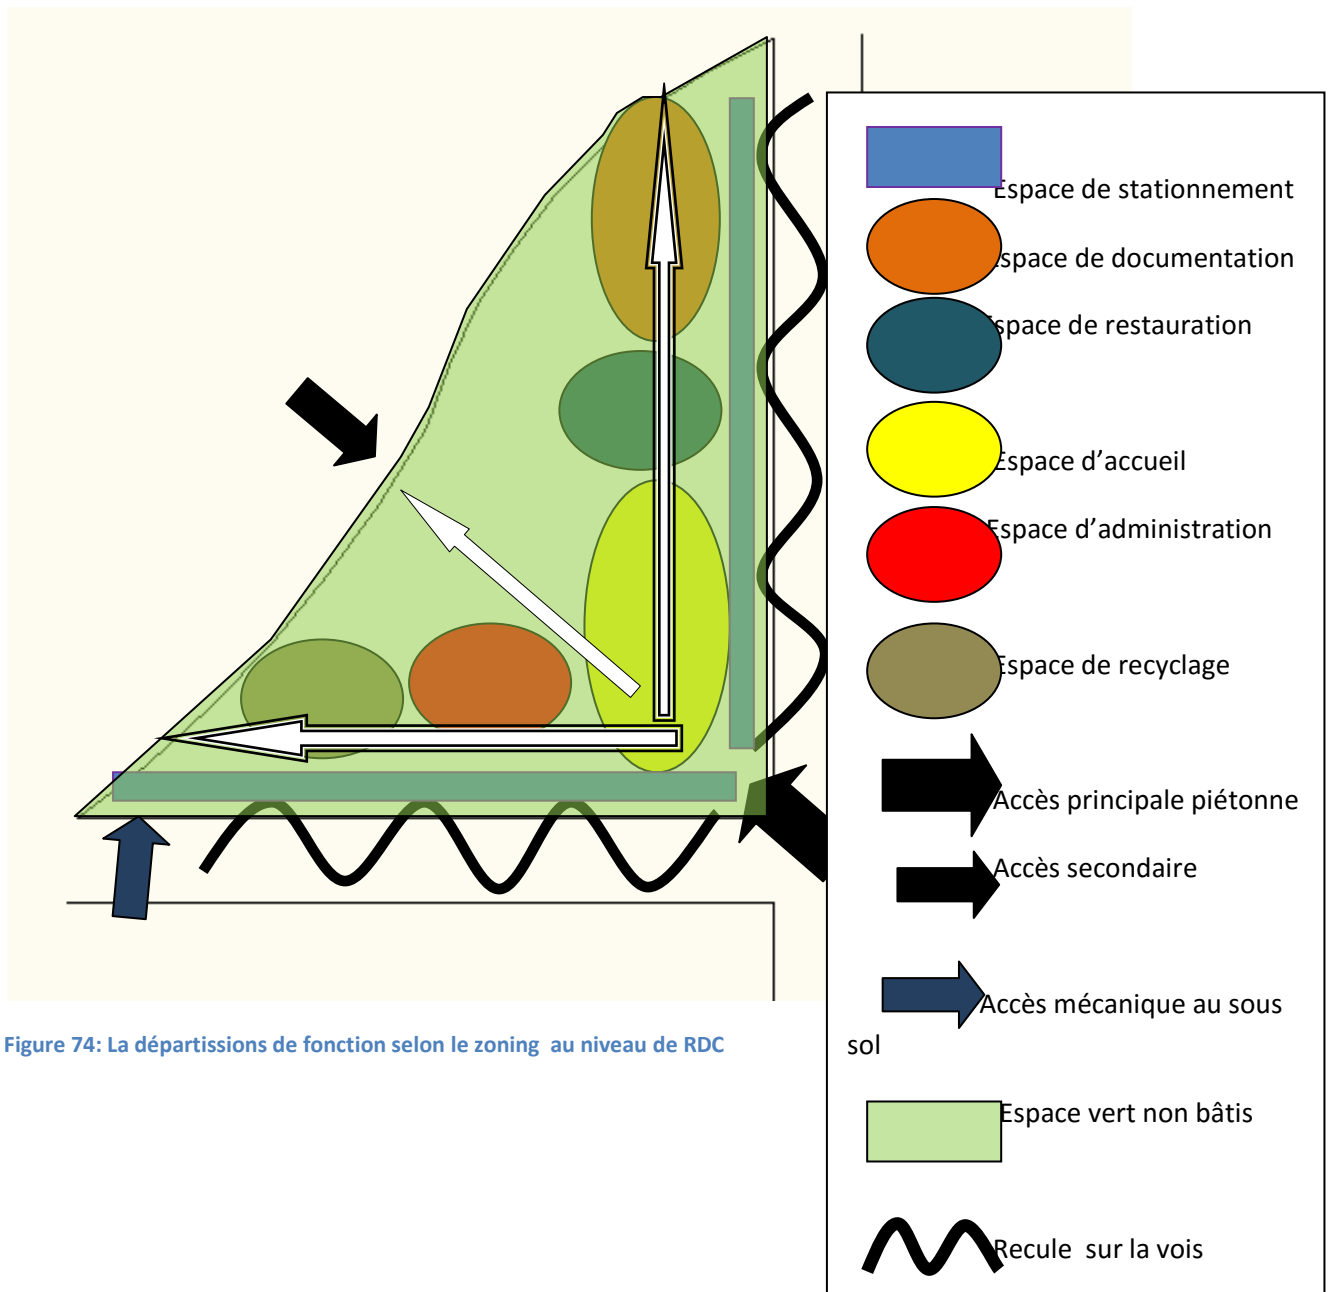 Espace de stationnement
Espace de documentation
Espace de restauration
Espace d’accueil
Espace d’administration
Espace de recyclage
Accès principale piétonne
Accès secondaire
Accès mécanique au sous
sol
Espace vert non bâtis
Recule sur la vois
Figure 74: La départissions de fonction selon le zoning au niveau de RDC